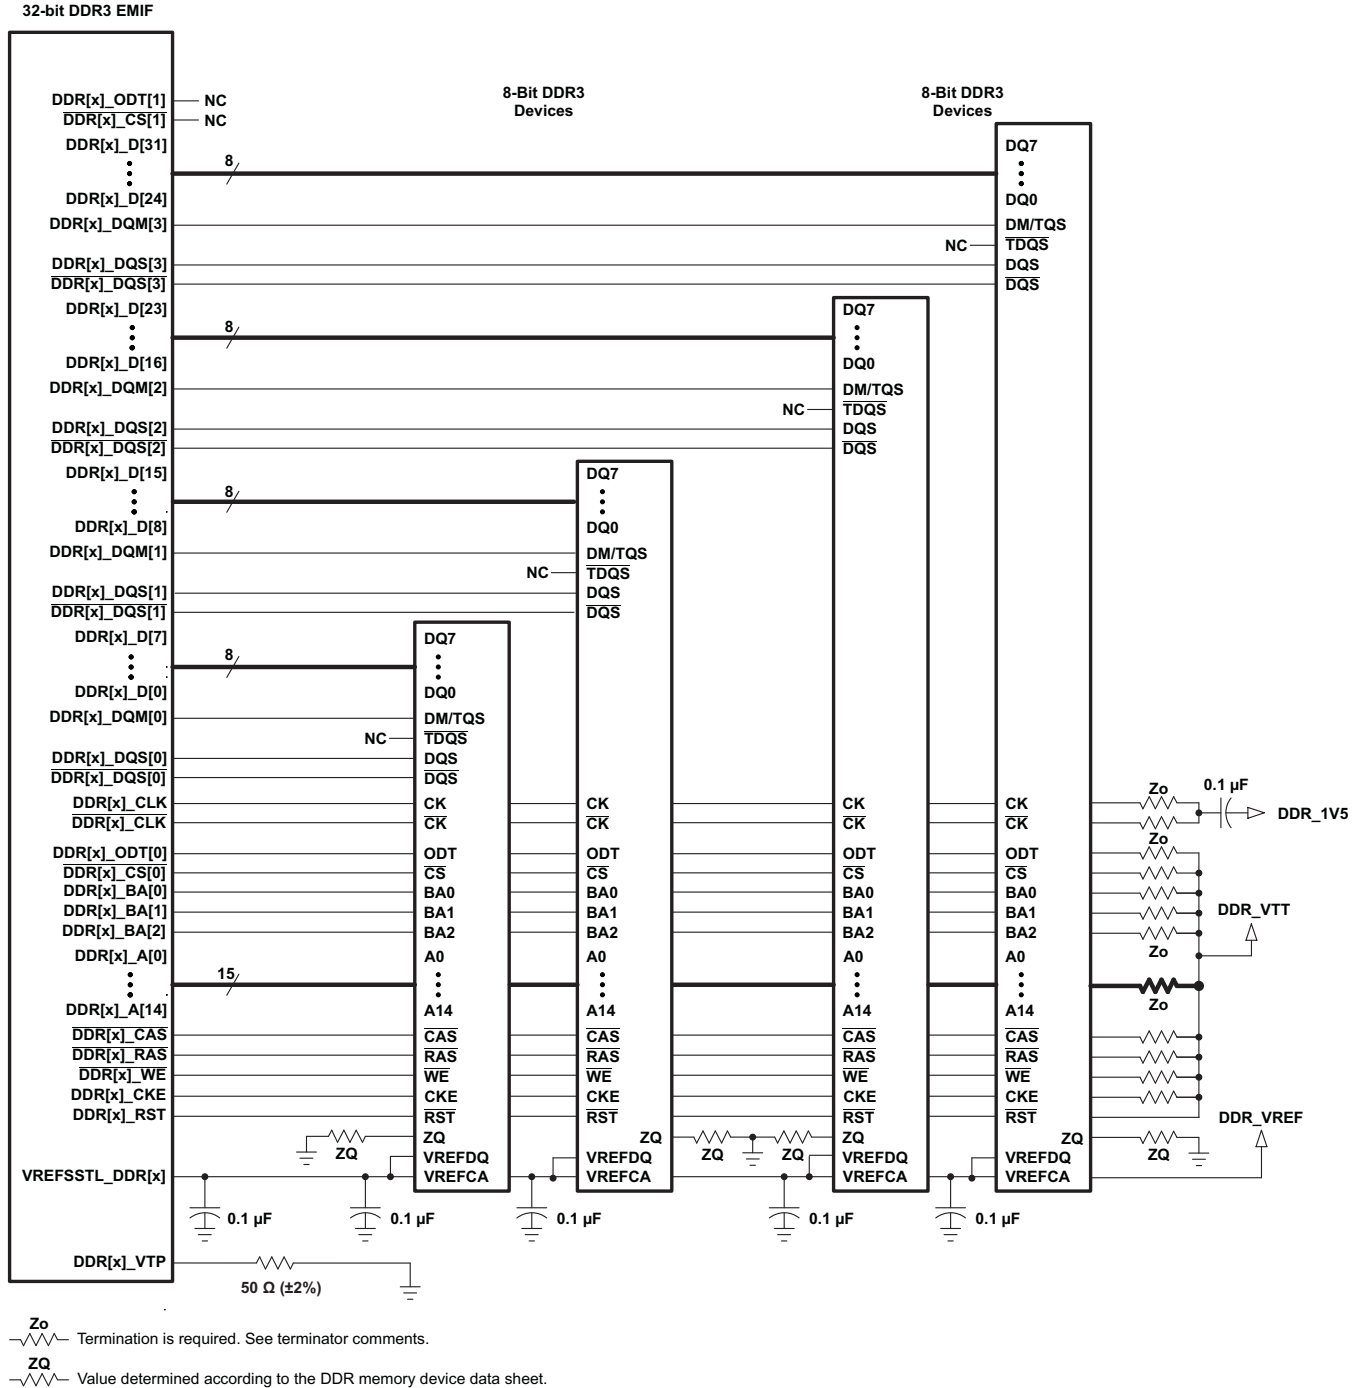 32-bit DDR3 EMIF
8-Bit DDR3
Devices
8-Bit DDR3
Devices
DDR[x]_ODT[1] NC
DDR[x]_CS[1] NC
DDR[x]_D[31] DQ7
8
DDR[x]_D[24] DQ0
DDR[x]_DQM[3] DM/TQS
NC TDQS
DDR[x]_DQS[3] DQS
DDR[x]_DQS[3] DQS
DDR[x]_D[23] DQ7
8
DDR[x]_D[16] DQ0
DDR[x]_DQM[2] DM/TQS
NC TDQS
DDR[x]_DQS[2] DQS
DDR[x]_DQS[2] DQS
DDR[x]_D[15] DQ7
8
DDR[x]_D[8] DQ0
DDR[x]_DQM[1] DM/TQS
NC TDQS
DDR[x]_DQS[1] DQS
DDR[x]_DQS[1] DQS
DDR[x]_D[7] DQ7
8
DDR[x]_D[0] DQ0
DDR[x]_DQM[0] DM/TQS
NC TDQS
DDR[x]_DQS[0] DQS
DDR[x]_DQS[0] DQS
Zo 0.1 µF
DDR[x]_CLK CK CK CK CK
DDR_1V5
DDR[x]_CLK CK CK CK CK
Zo
DDR[x]_ODT[0] ODT ODT ODT ODT
DDR[x]_CS[0] CS CS CS CS
DDR[x]_BA[0] BA0 BA0 BA0 BA0
DDR[x]_BA[1] BA1 BA1 BA1 BA1 DDR_VTT
DDR[x]_BA[2] BA2 BA2 BA2 BA2
Zo
DDR[x]_A[0] A0 A0 A0 A0
15
Zo
DDR[x]_A[14] A14 A14 A14 A14
DDR[x]_CAS CAS CAS CAS CAS
DDR[x]_RAS RAS RAS RAS RAS
DDR[x]_WE WE WE WE WE
DDR[x]_CKE CKE CKE CKE CKE
DDR[x]_RST RST RST RST RST DDR_VREF
ZQ ZQ ZQ ZQ
ZQ ZQ ZQ ZQ
VREFDQ VREFDQ VREFDQ VREFDQ
VREFSSTL_DDR[x] VREFCA VREFCA VREFCA VREFCA
0.1 µF 0.1 µF 0.1 µF 0.1 µF 0.1 µF
DDR[x]_VTP
50 Ω (±2%)
Zo
Termination is required. See terminator comments.
ZQ
Value determined according to the DDR memory device data sheet.